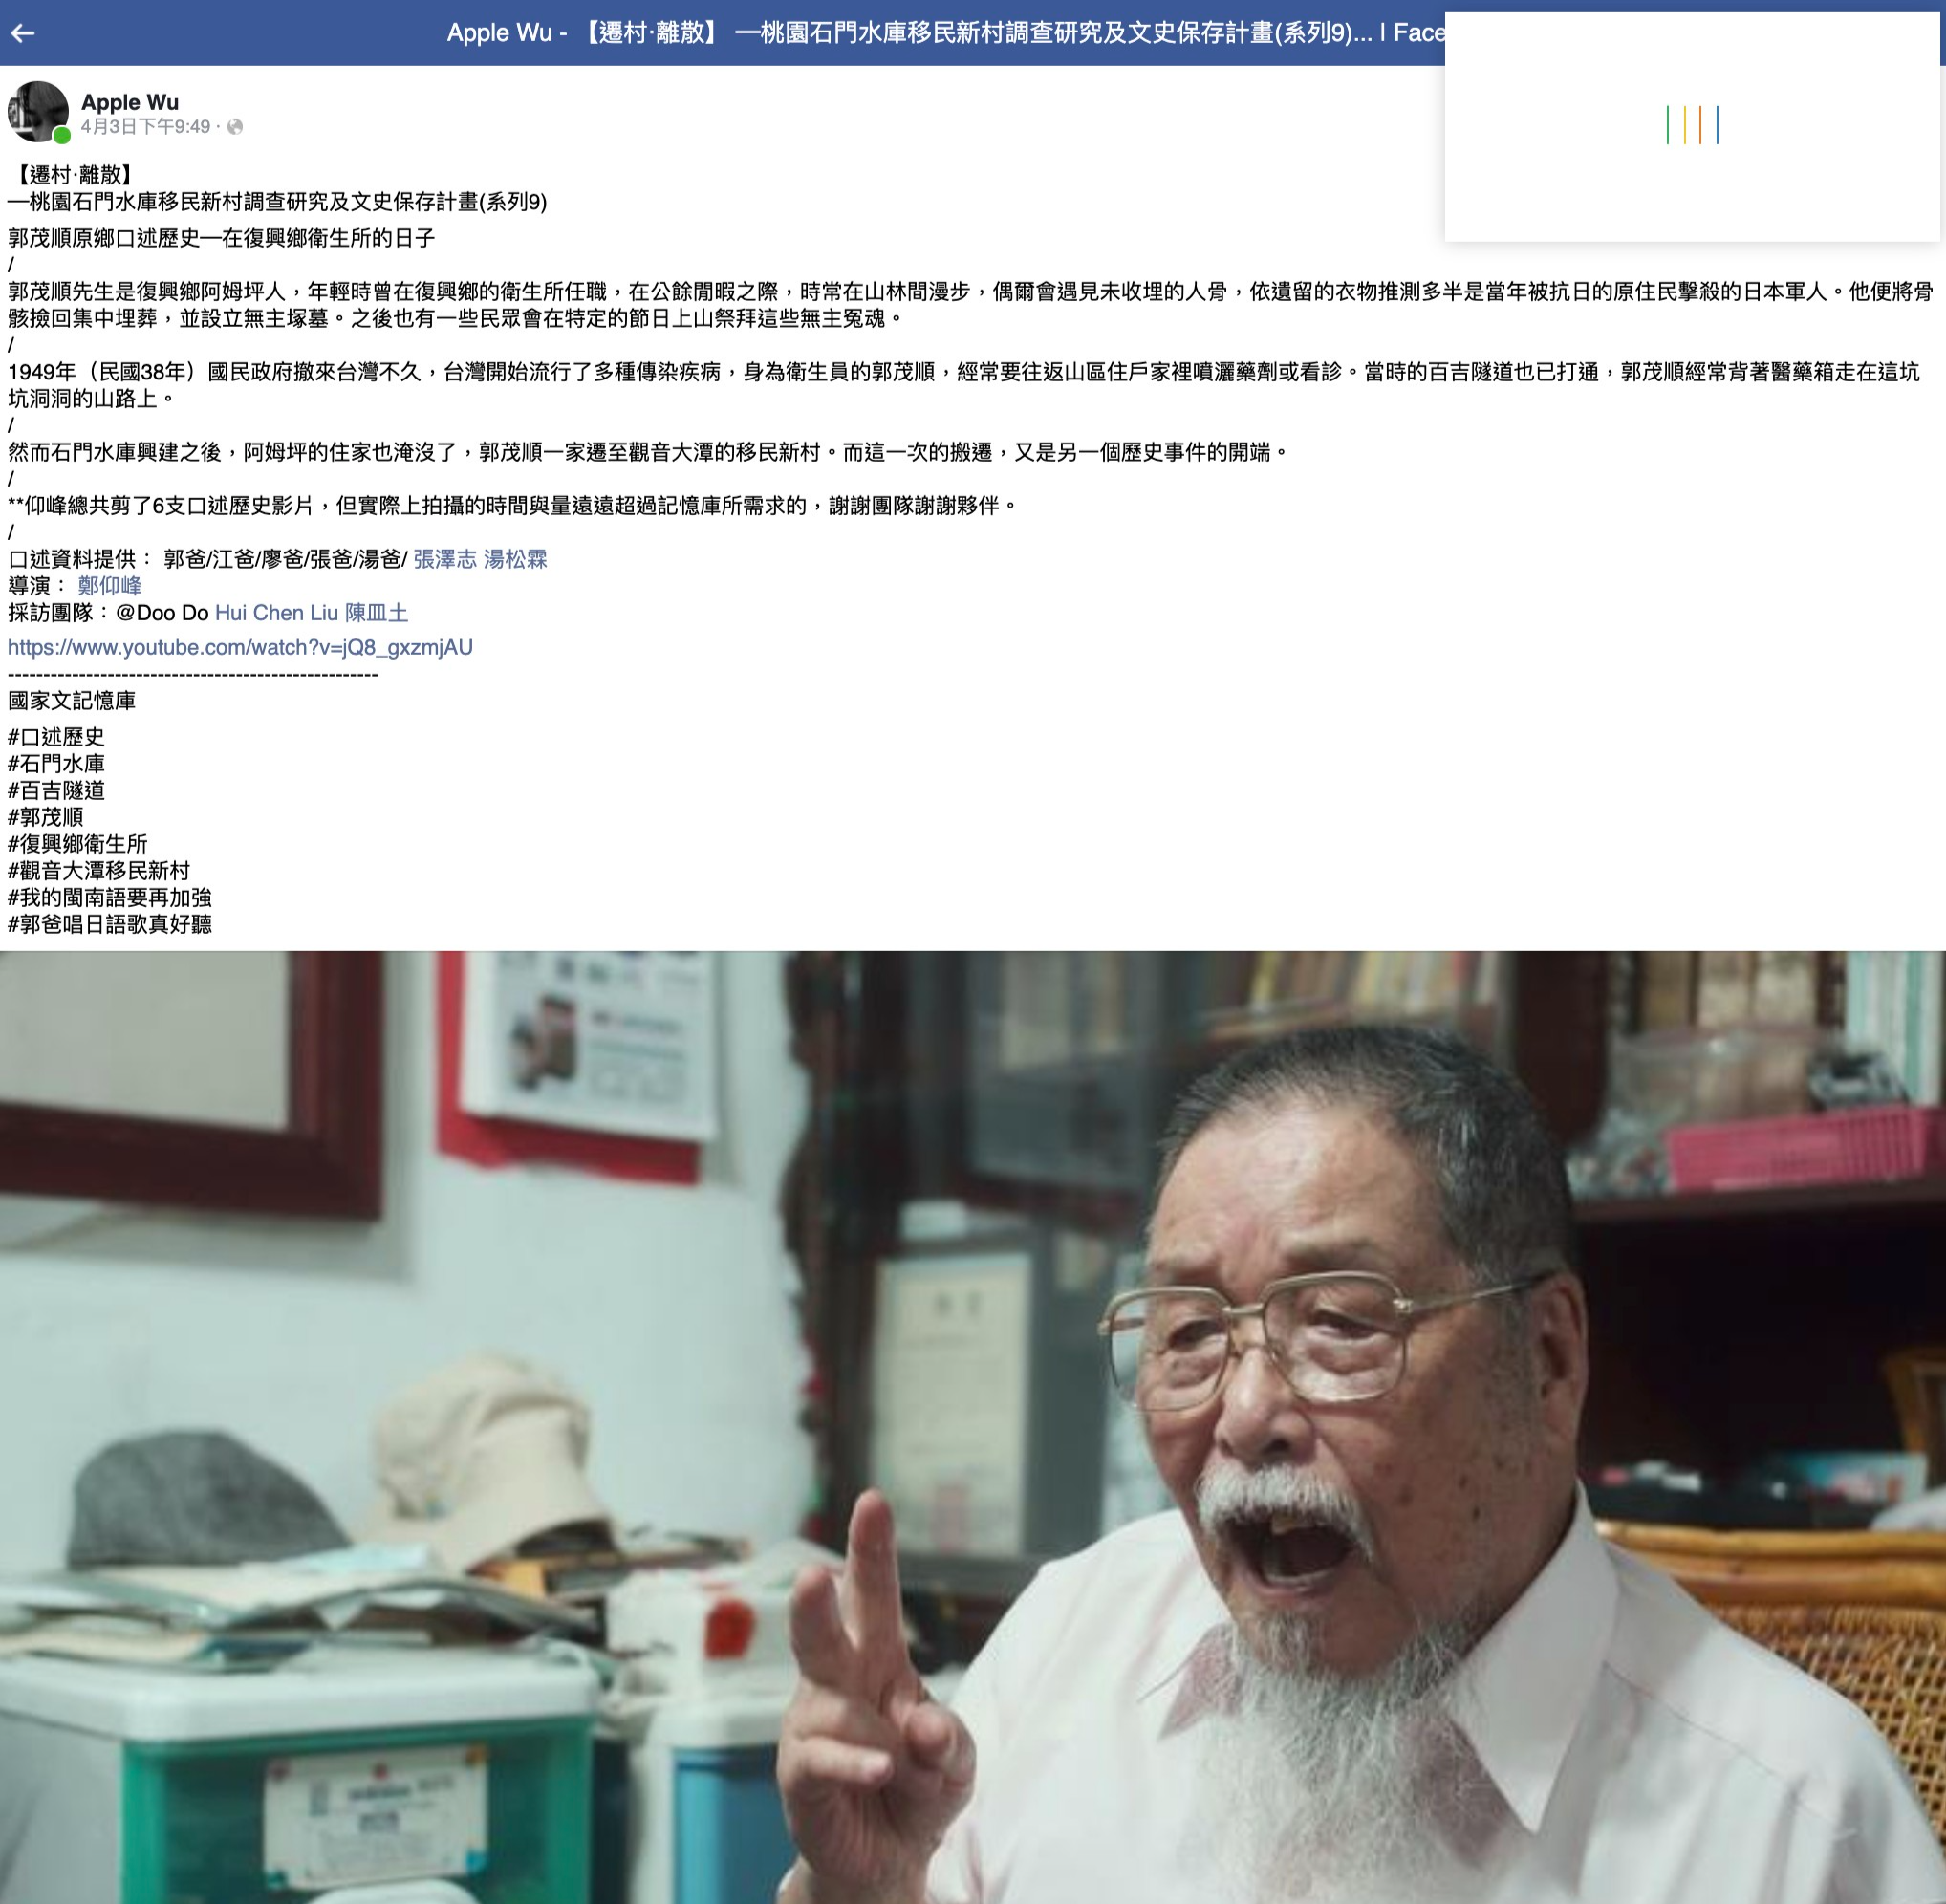 Apple Wu - 【遷村·離散】 —桃園石門水庫移民新村調查研究及文史保存計畫(系列9)... | Face
Apple Wu
4月3日下午9:49 ·
【遷村·離散】
—桃園石門水庫移民新村調查研究及文史保存計畫(系列9)
郭茂順原鄉口述歷史—在復興鄉衛生所的日子
/
郭茂順先生是復興鄉阿姆坪人，年輕時曾在復興鄉的衛生所任職，在公餘閒暇之際，時常在山林間漫步，偶爾會遇見未收埋的人骨，依遺留的衣物推測多半是當年被抗日的原住民擊殺的日本軍人。他便將骨
骸撿回集中埋葬，並設立無主塚墓。之後也有一些民眾會在特定的節日上山祭拜這些無主冤魂。
/
1949年（民國38年）國民政府撤來台灣不久，台灣開始流行了多種傳染疾病，身為衛生員的郭茂順，經常要往返山區住戶家裡噴灑藥劑或看診。當時的百吉隧道也已打通，郭茂順經常背著醫藥箱走在這坑
坑洞洞的山路上。
/
然而石門水庫興建之後，阿姆坪的住家也淹沒了，郭茂順一家遷至觀音大潭的移民新村。而這一次的搬遷，又是另一個歷史事件的開端。
/
**仰峰總共剪了6支口述歷史影片，但實際上拍攝的時間與量遠遠超過記憶庫所需求的，謝謝團隊謝謝夥伴。
/
口述資料提供： 郭爸/江爸/廖爸/張爸/湯爸/ 張澤志 湯松霖
導演： 鄭仰峰
採訪團隊：@Doo Do Hui Chen Liu 陳皿土
https://www.youtube.com/watch?v=jQ8_gxzmjAU
-----------------------------------------------------
國家文記憶庫
#口述歷史
#石門水庫
#百吉隧道
#郭茂順
#復興鄉衛生所
#觀音大潭移民新村
#我的閩南語要再加強
#郭爸唱日語歌真好聽